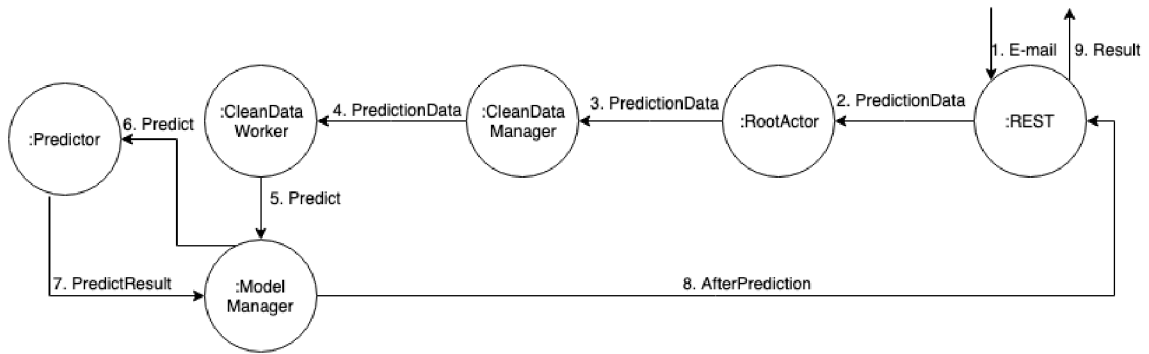 1. E-mail
9. Result
:CleanData
Worker
4. PredictionData
:CleanData
Manager
3. PredictionData
:RootActor
2. PredictionData
:REST
:Predictor
6. Predict
5. Predict
7. PredictResult
:Model
Manager
8. AfterPrediction